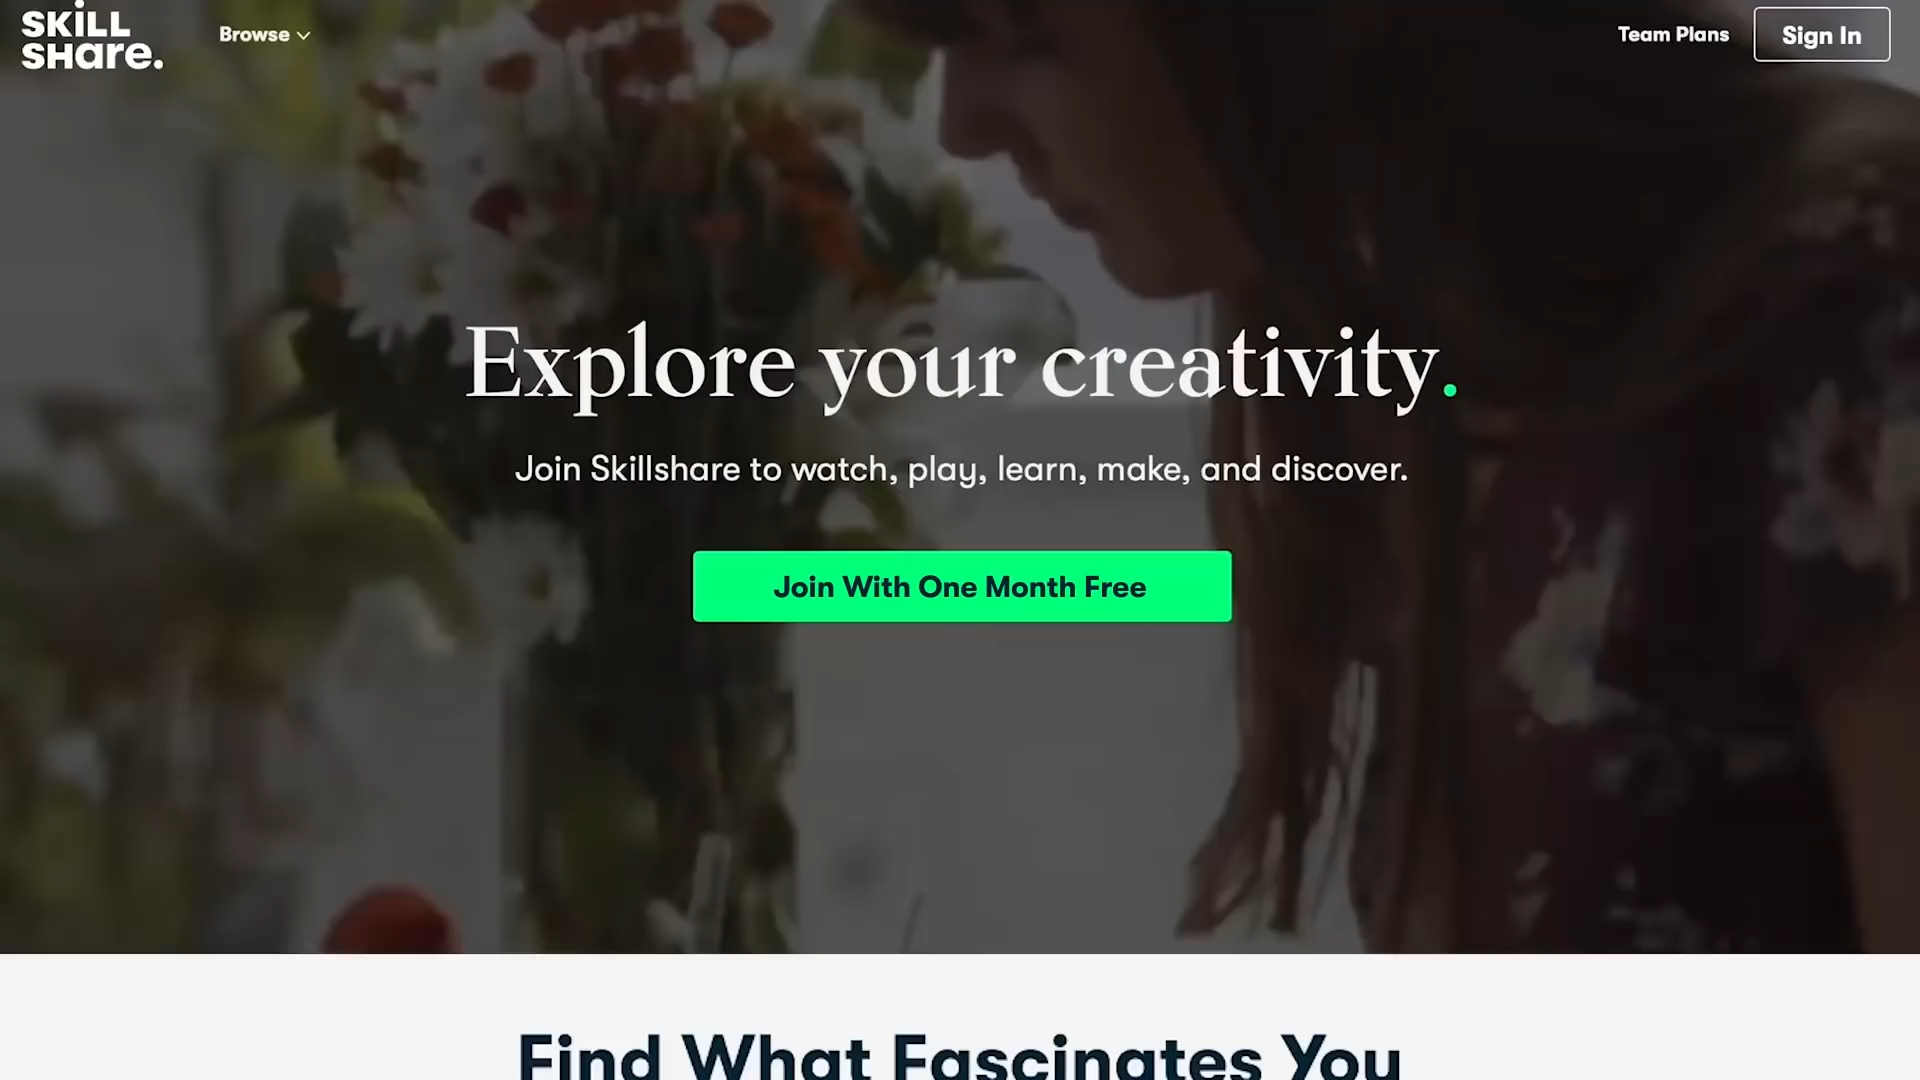 SKILL
SHare.
Browse
Team Plans
Sign In
Explore your creativity.
Join Skillshare to watch, play, learn, make, and discover.
Join With One Month Free
Find What Fascinates You